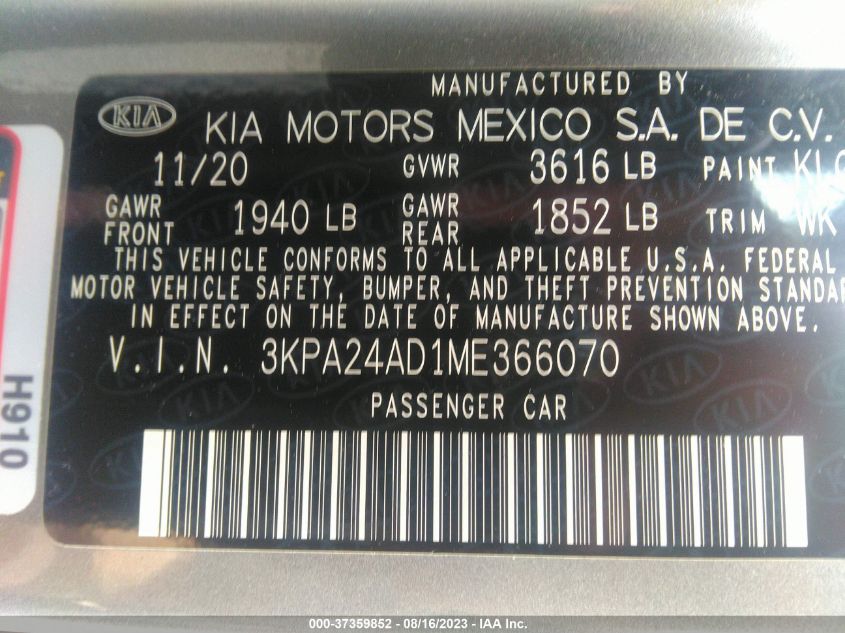 MANUFACTURED BY
KIA KIA MOTORS MEXICO S.A. DE C.V.
11/20 GVWR 3616 LB PAINT
GAWR FRONT 1940 LB GAWR REAR 1852 LB TRIM WK
THIS VEHICLE CONFORMS TO ALL APPLICABLE U.S.A. FEDERAL
MOTOR VEHICLE SAFETY, BUMPER, AND THEFT PREVENTION
IN EFFECT ON THE DATE OF MANUFACTURE SHOWN ABOVE.
V.I.N. 3KPA24AD1ME366070
PASSENGER CAR
H910
000-37359852 - 08/16/2023 - IAA Inc.